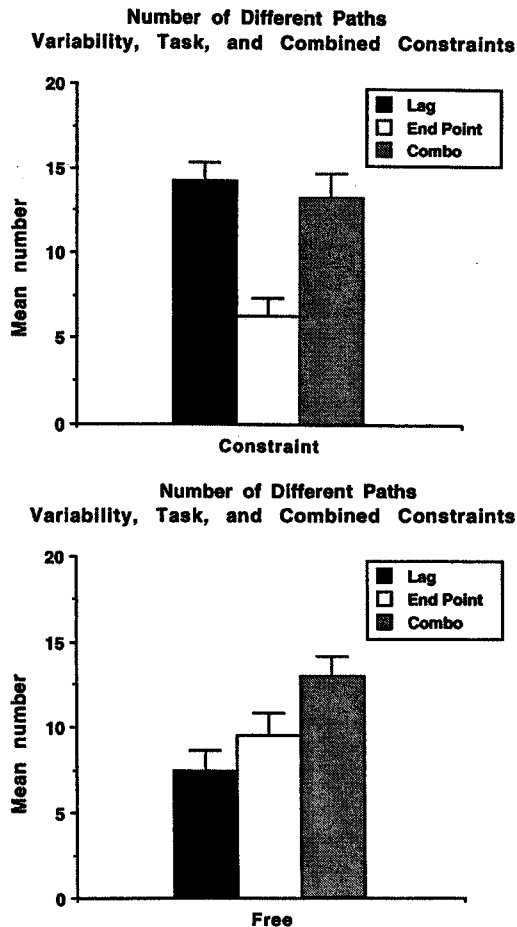 Number of Different Paths
Variability, Task, and Combined Constraints
20
Lag
End Point
Combo
15
10
5
0
Mean number
Constraint
Number of Different Paths
Variability, Task, and Combined Constraints
20
Lag
End Point
Combo
15
10
5
0
Mean number
Free